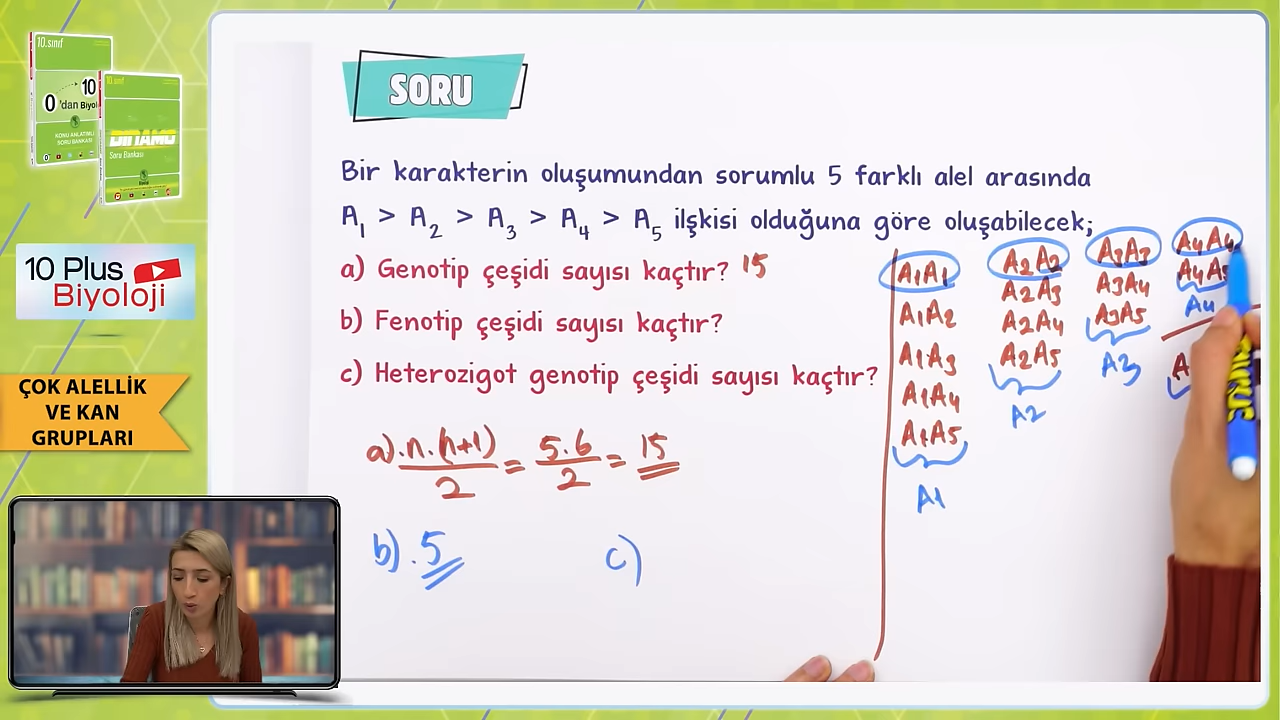 10.sınıf
0'dan 10
Biyol
KONU ANLATIMLI
SORU BANKASI
10.sınıf
DİNAMO
Soru Bankası
10 Plus
Biyoloji
ÇOK ALELLİK
VE KAN
GRUPLARI
SORU
Bir karakterin oluşumundan sorumlu 5 farklı alel arasında
A₁ > A₂ > A₃ > A₄ > A₅ ilşkisi olduğuna göre oluşabilecek;
a) Genotip çeşidi sayısı kaçtır? 15
b) Fenotip çeşidi sayısı kaçtır?
c) Heterozigot genotip çeşidi sayısı kaçtır?
a) n.(n+1)/2 = 5.6/2 = 15
b). 5
c)
A1A1
A1A2
A1A3
A1A4
A1A5
A1
A2A2
A2A3
A2A4
A2A5
A2
A3A3
A3A4
A3A5
A3
A4A4
A4A5
A4